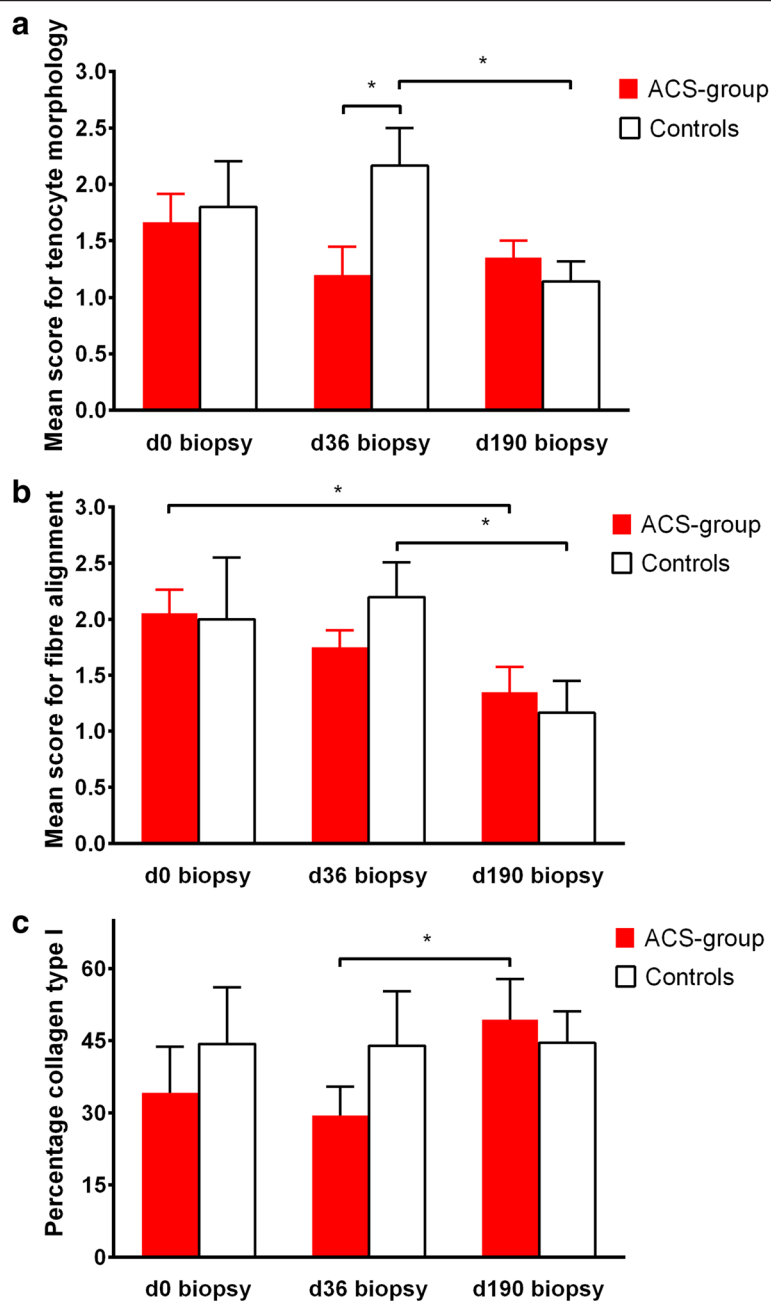 a
Mean score for tenocyte morphology
3.0
2.5
2.0
1.5
1.0
0.5
0.0
*
*
ACS-group
Controls
d0 biopsy d36 biopsy d190 biopsy
b
Mean score for fibre alignment
3.0
2.5
2.0
1.5
1.0
0.5
0.0
*
*
ACS-group
Controls
d0 biopsy d36 biopsy d190 biopsy
c
Percentage collagen type I
60
45
30
15
0
*
ACS-group
Controls
d0 biopsy d36 biopsy d190 biopsy